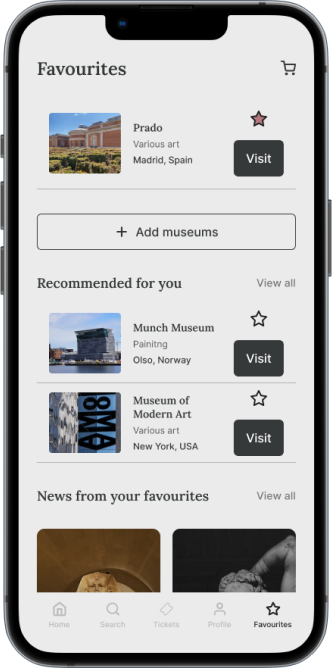 Favourites
Prado
Various art
Madrid, Spain
Visit
+ Add museums
Recommended for you
View all
Munch Museum
Painitng
Olso, Norway
Visit
Museum of
Modern Art
Various art
New York, USA
Visit
News from your favourites
View all
Home
Search
Tickets
Profile
Favourites